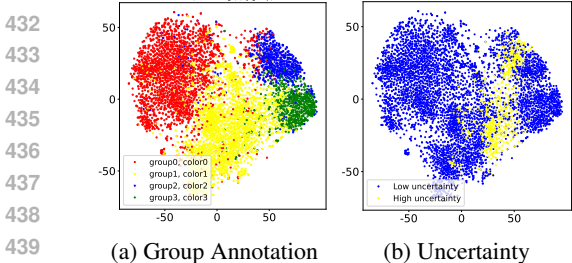 432
433
434
435
436
437
438
439
50
0
-50
-50
0
50
group0, color0
group1, color1
group2, color2
group3, color3
50
0
-50
-50
0
50
Low uncertainty
High uncertainty
(a) Group Annotation
(b) Uncertainty